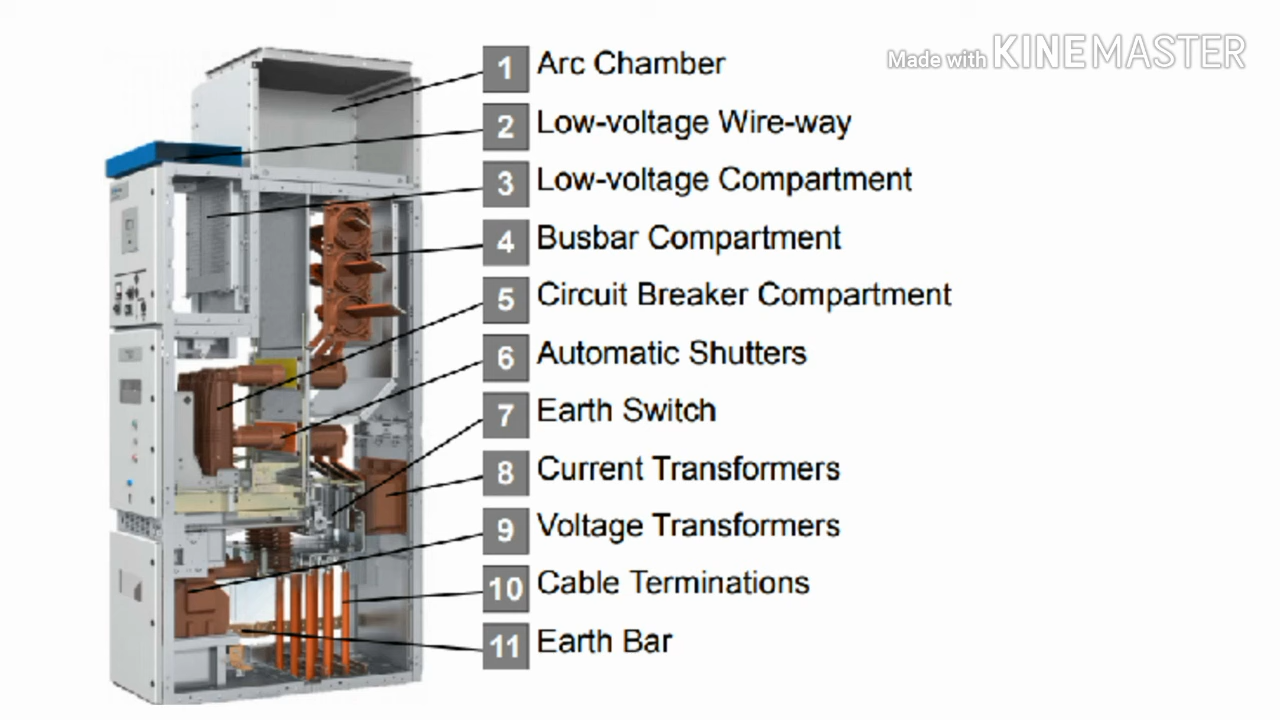 Made with KINEMASTER
1 Arc Chamber
2 Low-voltage Wire-way
3 Low-voltage Compartment
4 Busbar Compartment
5 Circuit Breaker Compartment
6 Automatic Shutters
7 Earth Switch
8 Current Transformers
9 Voltage Transformers
10 Cable Terminations
11 Earth Bar